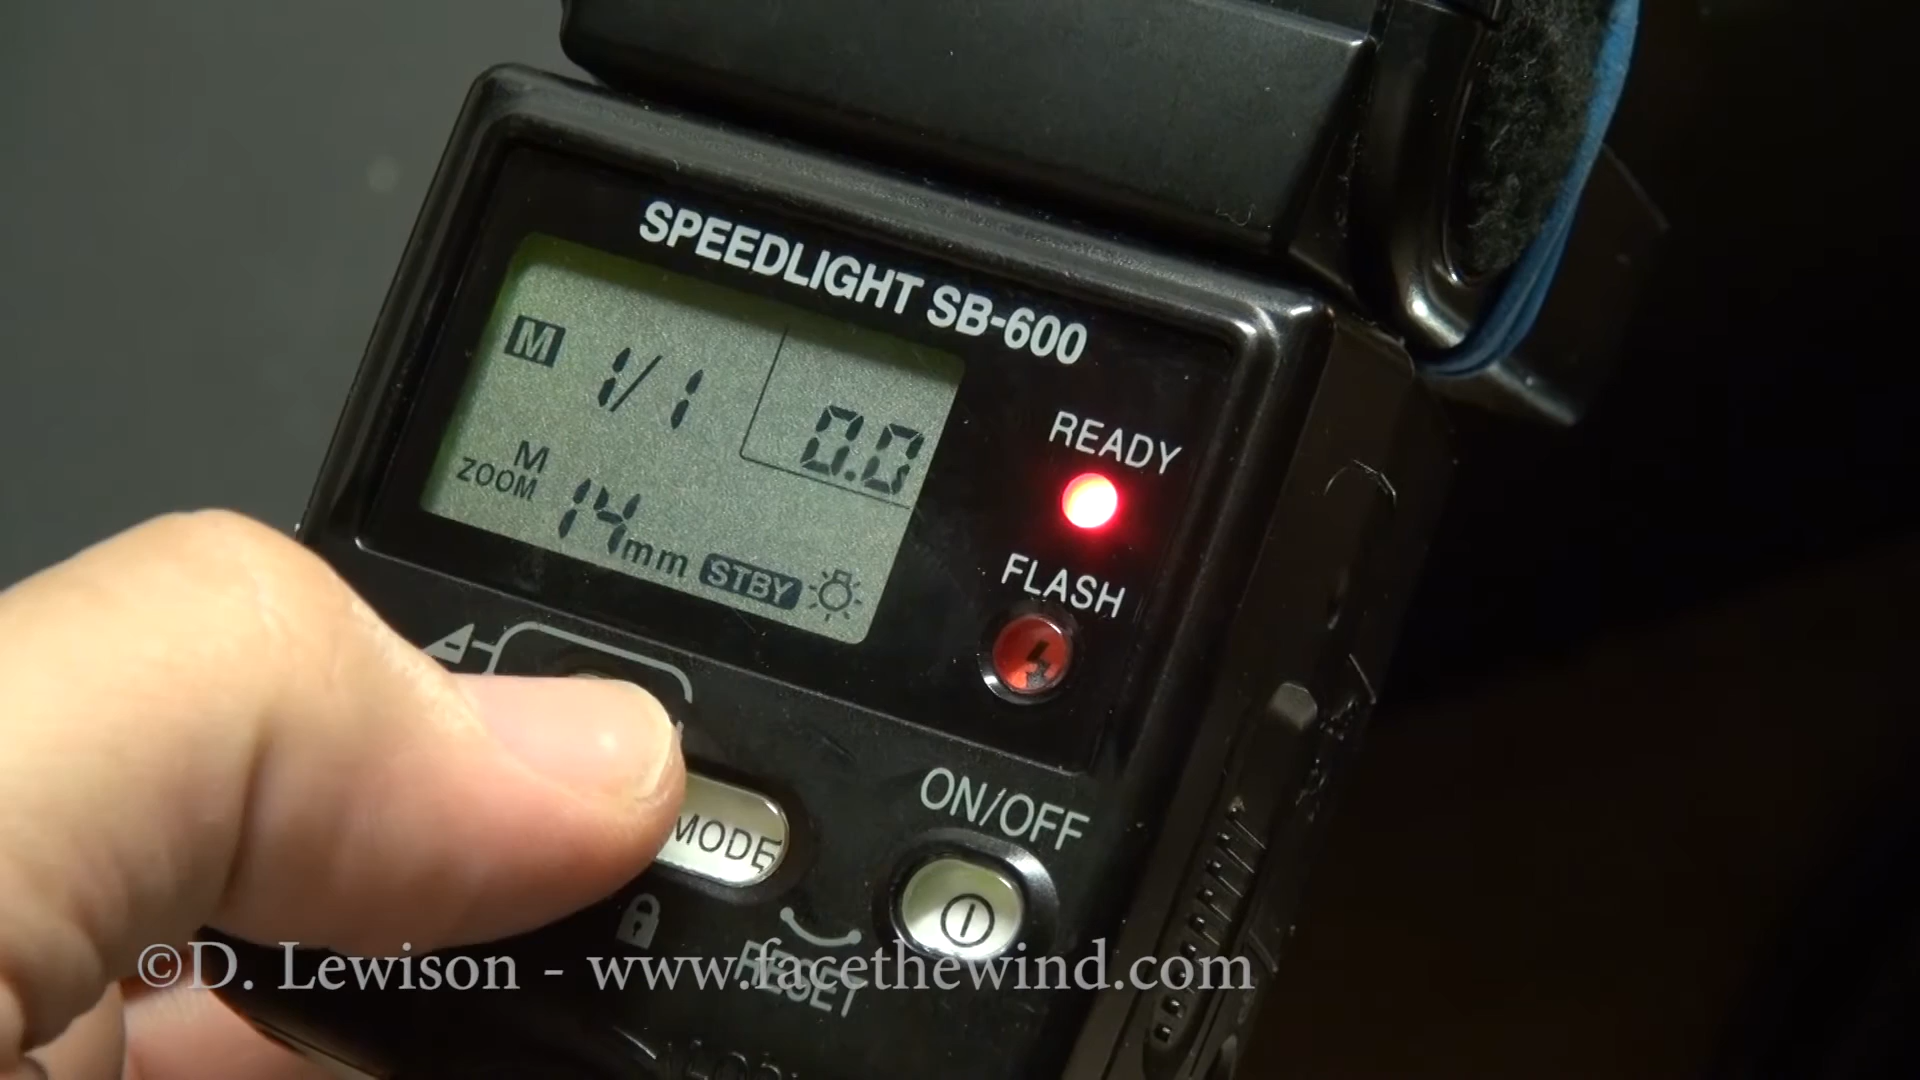 SPEEDLIGHT SB-600
M 1/1
0.0
M
ZOOM 14mm STBY
READY
FLASH
MODE
ON/OFF
RESET
©D. Lewison - www.facethewind.com